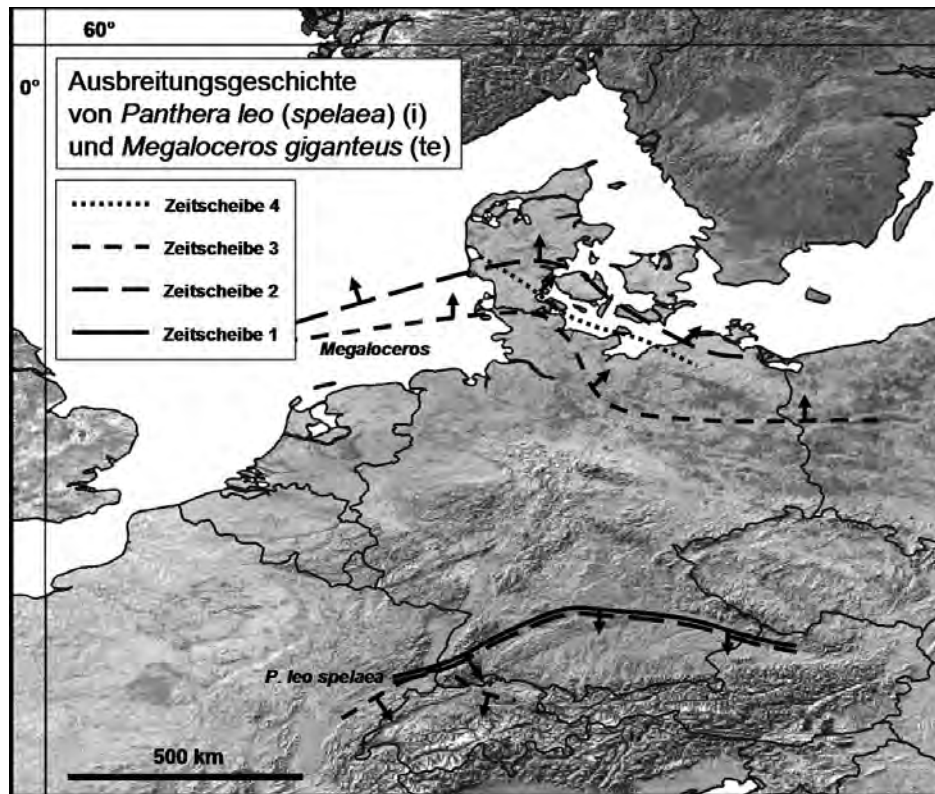 60°
0°
Ausbreitungsgeschichte
von Panthera leo (spelaea) (i)
und Megaloceros giganteus (te)
Zeitscheibe 4
Zeitscheibe 3
Zeitscheibe 2
Zeitscheibe 1
Megaloceros
P. leo spelaea
500 km